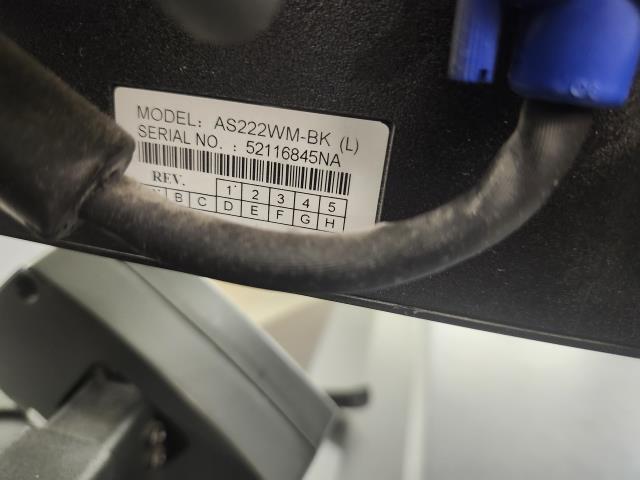 MODEL: AS222WM-BK (L)
SERIAL NO. : 52116845NA
REV. 1 2 3 4 5
B C D E F G H